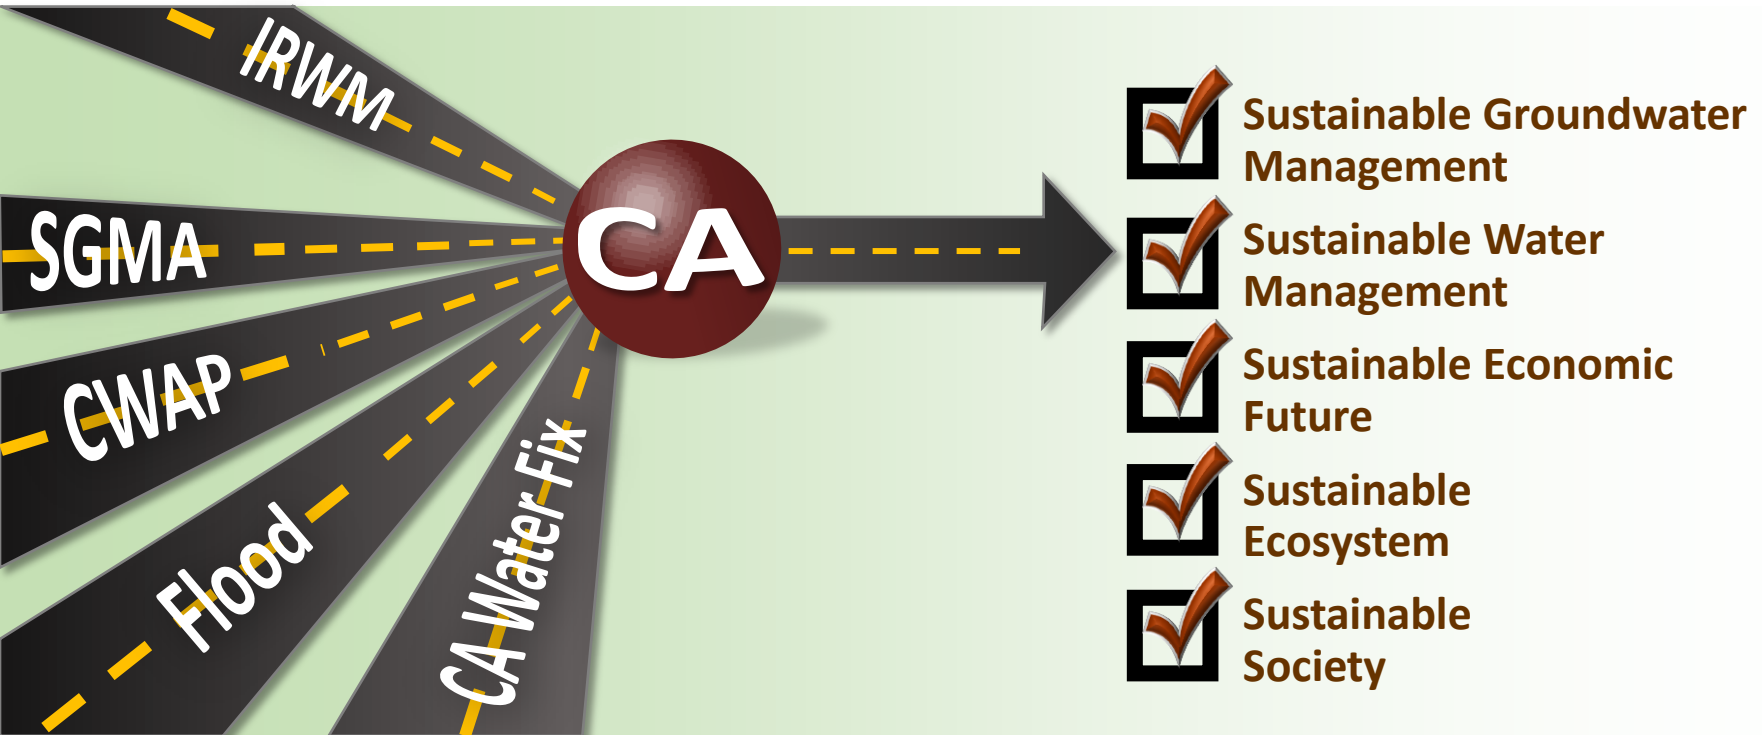 IRWM
SGMA
CWAP
Flood
CA Water Fix
CA
Sustainable Groundwater
Management
Sustainable Water
Management
Sustainable Economic
Future
Sustainable
Ecosystem
Sustainable
Society